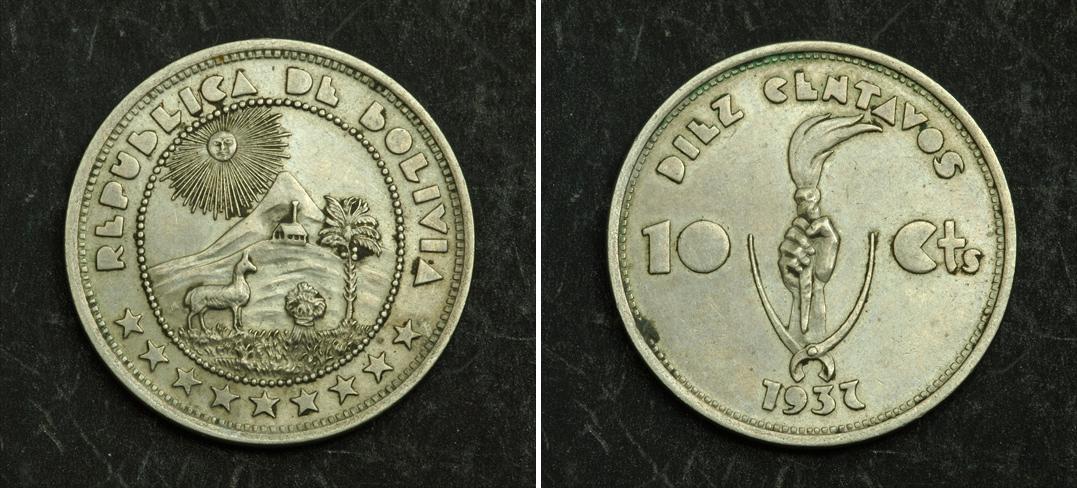 REPUBLICA DE BOLIVIA
DIEZ CENTAVOS
10 Cts
1937